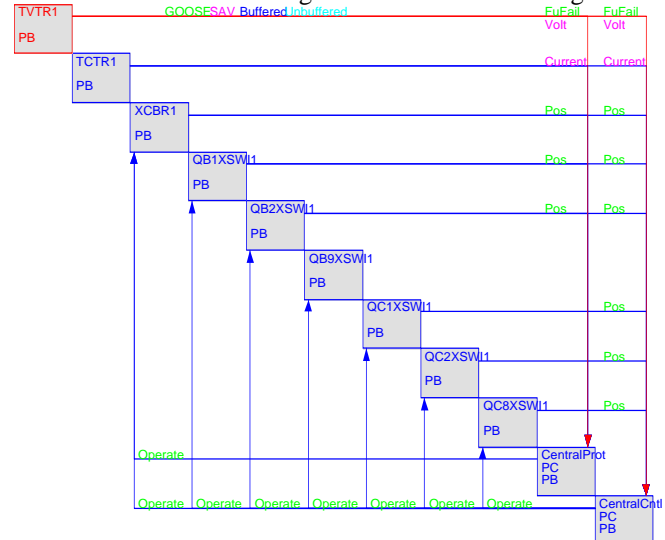 TVTR1 GOOSE SAV Buffered Unbuffered FuFail FuFail
PB Volt Volt
TCTR1 Current Current
PB
XCBR1 Pos Pos
PB
QB1XSWI1 Pos Pos
PB
QB2XSWI1 Pos Pos
PB
QB9XSWI1
PB
QC1XSWI1 Pos
PB
QC2XSWI1 Pos
PB
QC8XSWI1 Pos
PB
Operate CentralProt
PC
PB
Operate Operate Operate Operate Operate Operate Operate CentralCntl
PC
PB